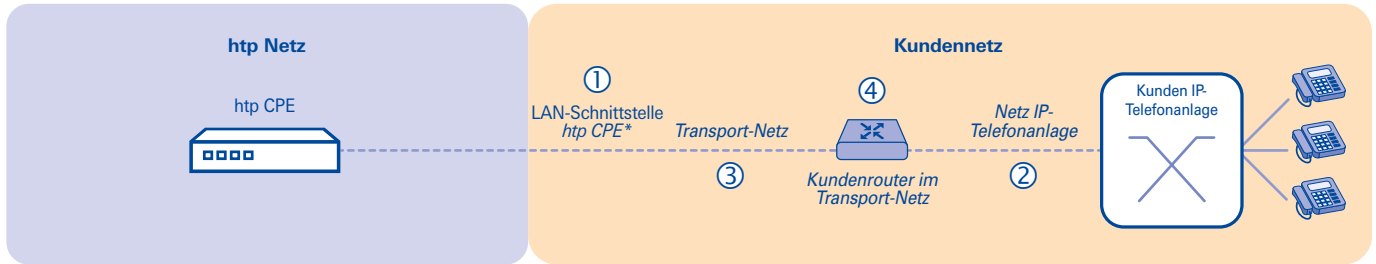 htp Netz
Kundennetz
htp CPE
①
LAN-Schnittstelle
htp CPE*
Transport-Netz
③
④
Kundenrouter im
Transport-Netz
Netz IP-
Telefonanlage
②
Kunden IP-
Telefonanlage